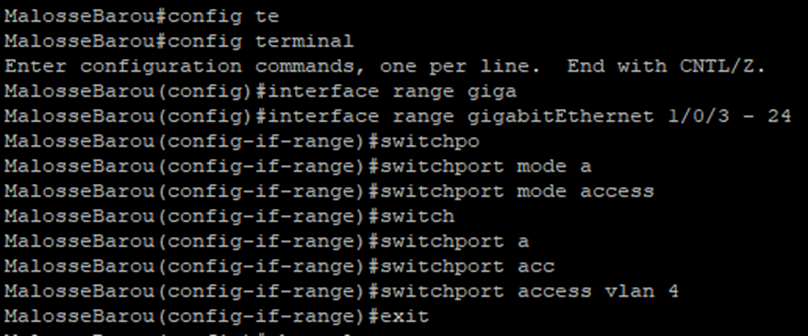 MalosseBarou#config te
MalosseBarou#config terminal
Enter configuration commands, one per line.  End with CNTL/Z.
MalosseBarou(config)#interface range giga
MalosseBarou(config)#interface range gigabitEthernet 1/0/3 - 24
MalosseBarou(config-if-range)#switchpo
MalosseBarou(config-if-range)#switchport mode a
MalosseBarou(config-if-range)#switchport mode access
MalosseBarou(config-if-range)#switch
MalosseBarou(config-if-range)#switchport a
MalosseBarou(config-if-range)#switchport acc
MalosseBarou(config-if-range)#switchport access vlan 4
MalosseBarou(config-if-range)#exit